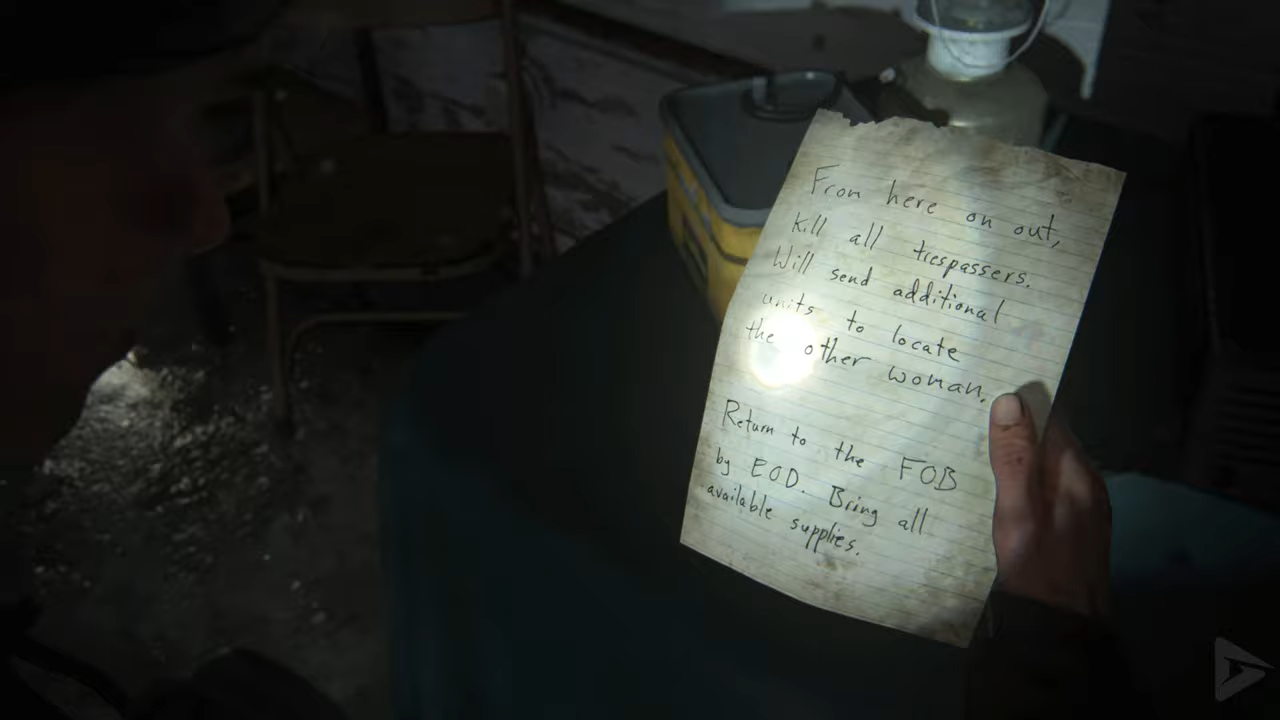 From here on out,
kill all trespassers.
Will send additional
units to locate
the other woman.
Return to the FOB
by EOD. Bring all
available supplies.